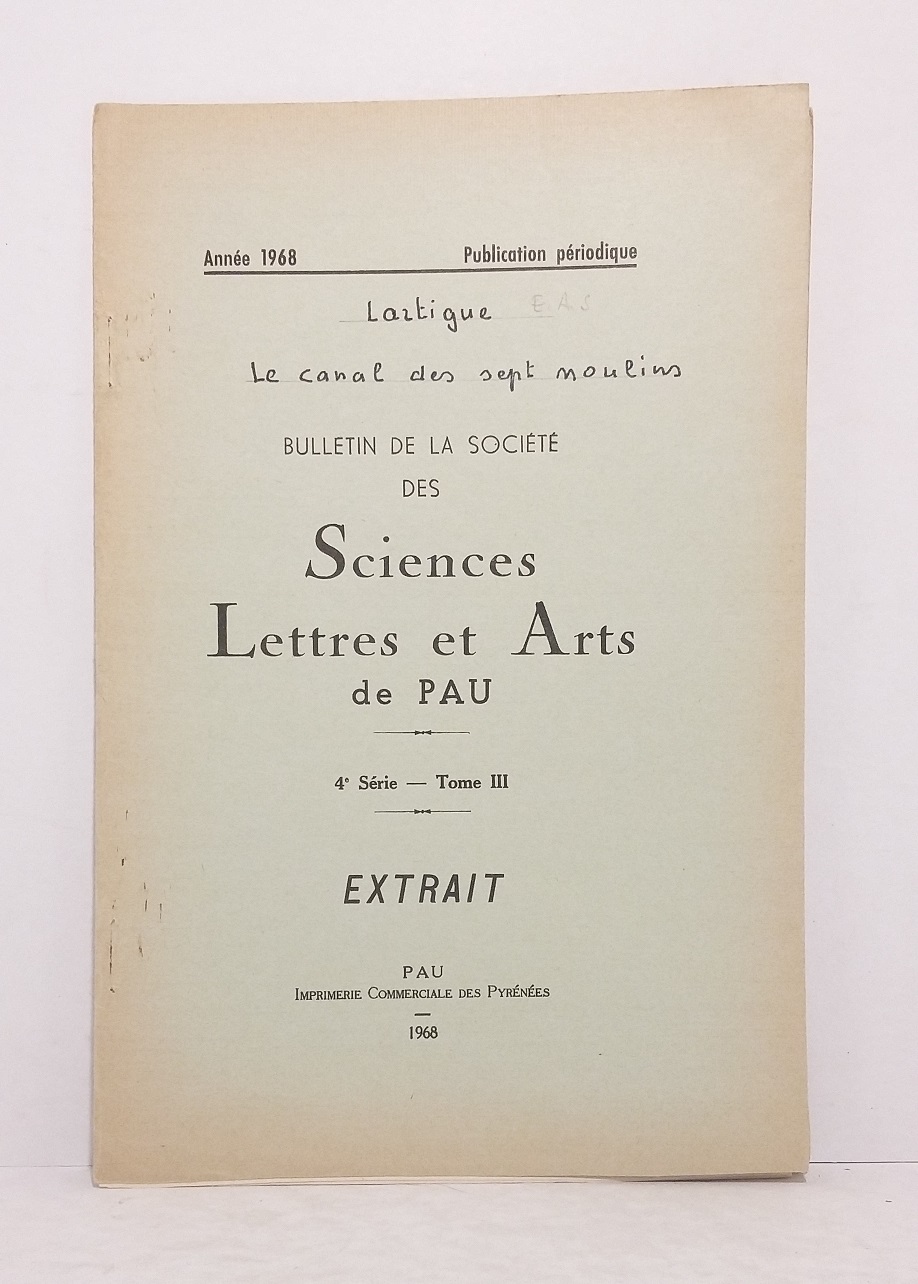 Année 1968 Publication périodique
Lartigue E.A.S
Le canal des sept moulins
BULLETIN DE LA SOCIÉTÉ
DES
Sciences
Lettres et Arts
de PAU
4e Série — Tome III
EXTRAIT
PAU
IMPRIMERIE COMMERCIALE DES PYRÉNÉES
1968